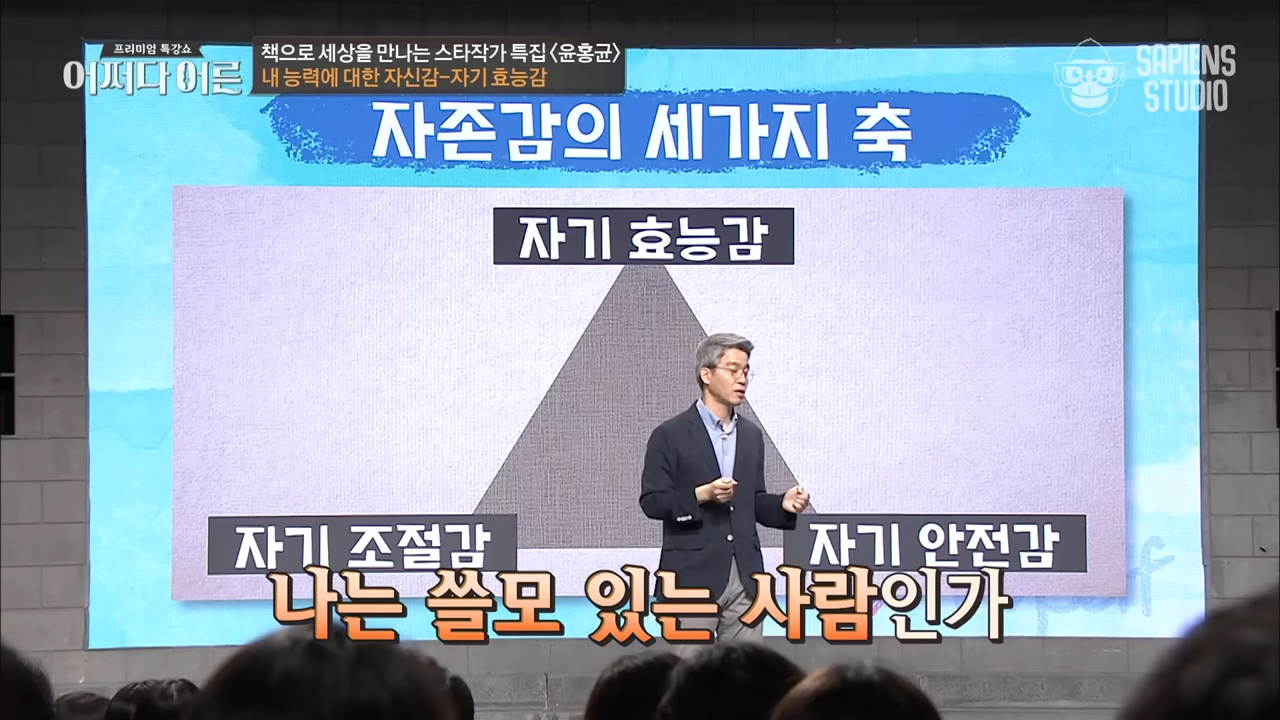 프리미엄 특강쇼
어쩌다 어른
책으로 세상을 만나는 스타작가 특집〈윤홍균〉
내 능력에 대한 자신감-자기 효능감
SAPIENS
STUDIO
자존감의 세가지 축
자기 효능감
자기 조절감
자기 안전감
나는 쓸모 있는 사람인가